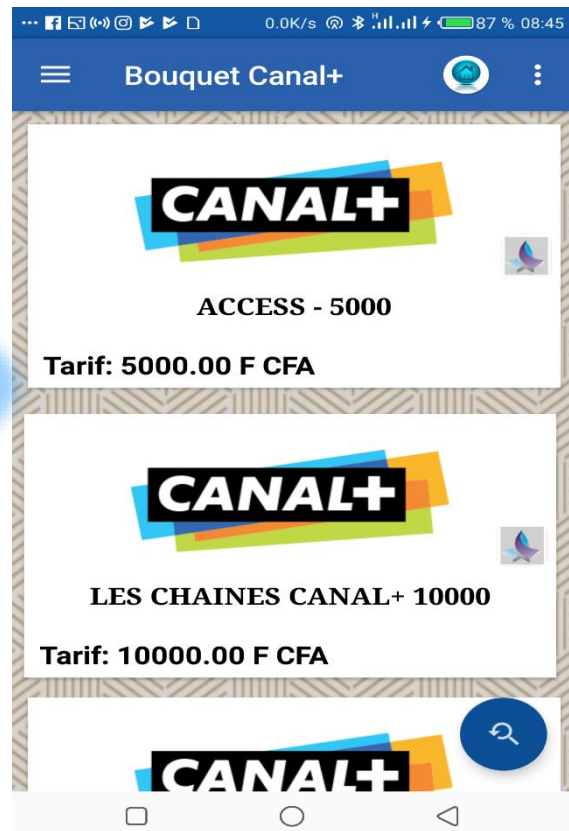 0.0K/s H 87 % 08:45
Bouquet Canal+
CANAL+
ACCESS - 5000
Tarif: 5000.00 F CFA
CANAL+
LES CHAINES CANAL+ 10000
Tarif: 10000.00 F CFA
CANAL+